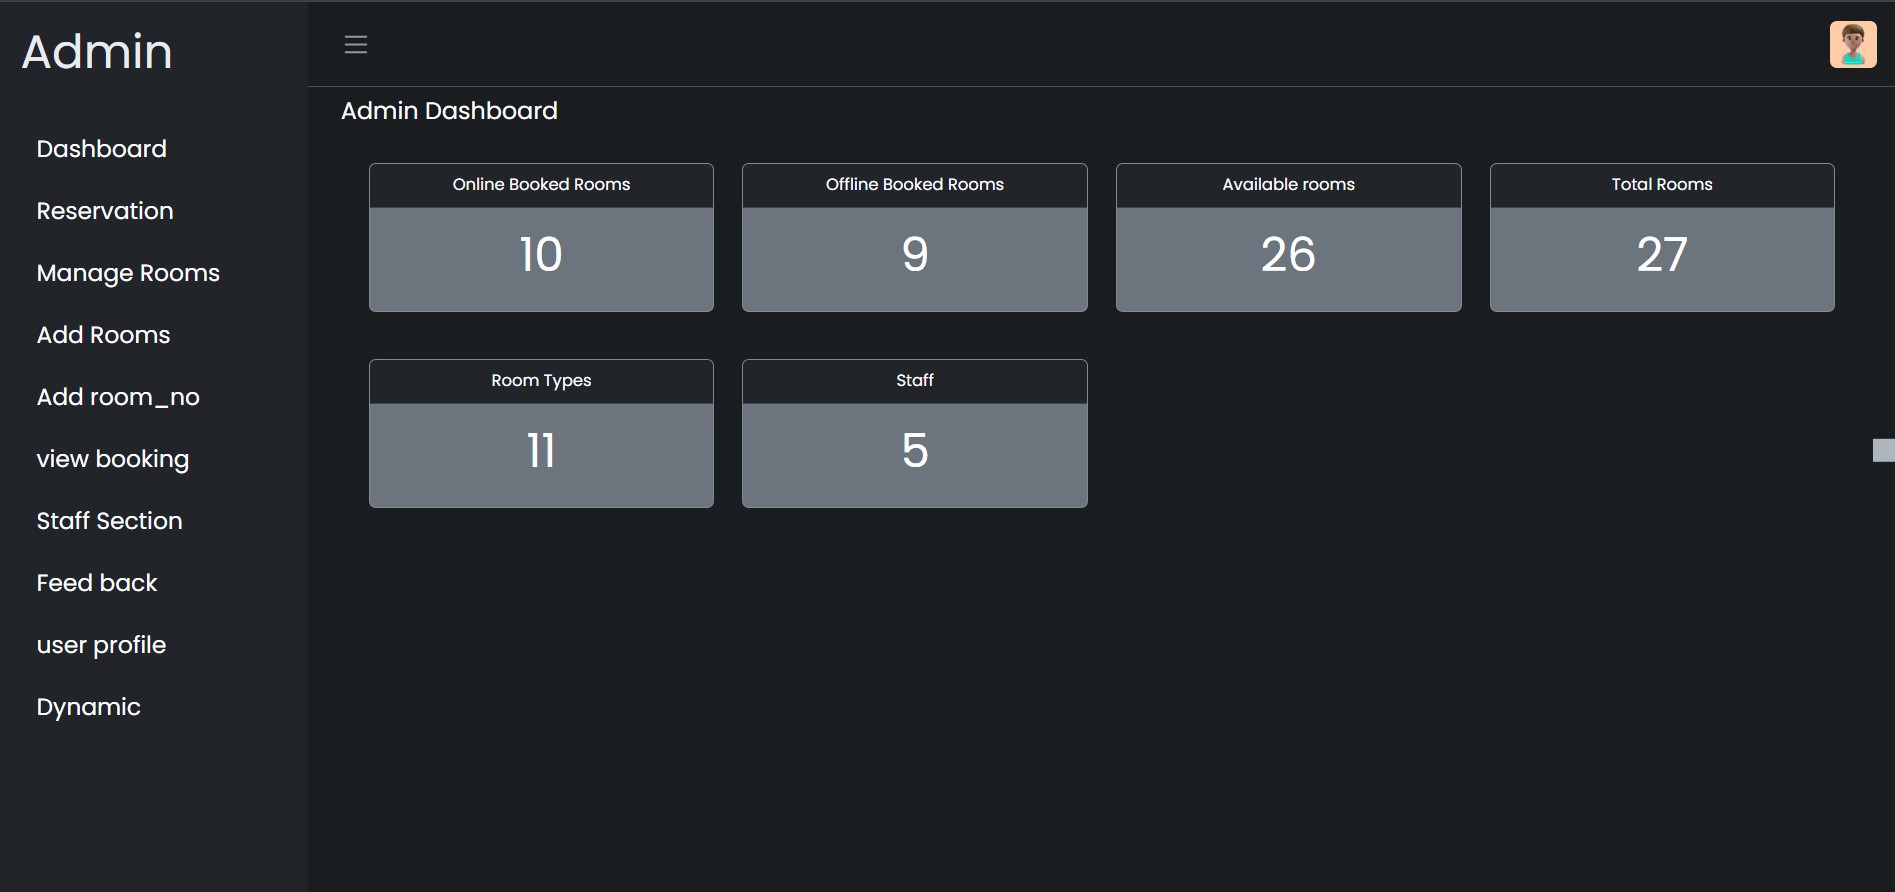 Admin
Dashboard
Reservation
Manage Rooms
Add Rooms
Add room_no
view booking
Staff Section
Feed back
user profile
Dynamic
Admin Dashboard
Online Booked Rooms
10
Offline Booked Rooms
9
Available rooms
26
Total Rooms
27
Room Types
11
Staff
5